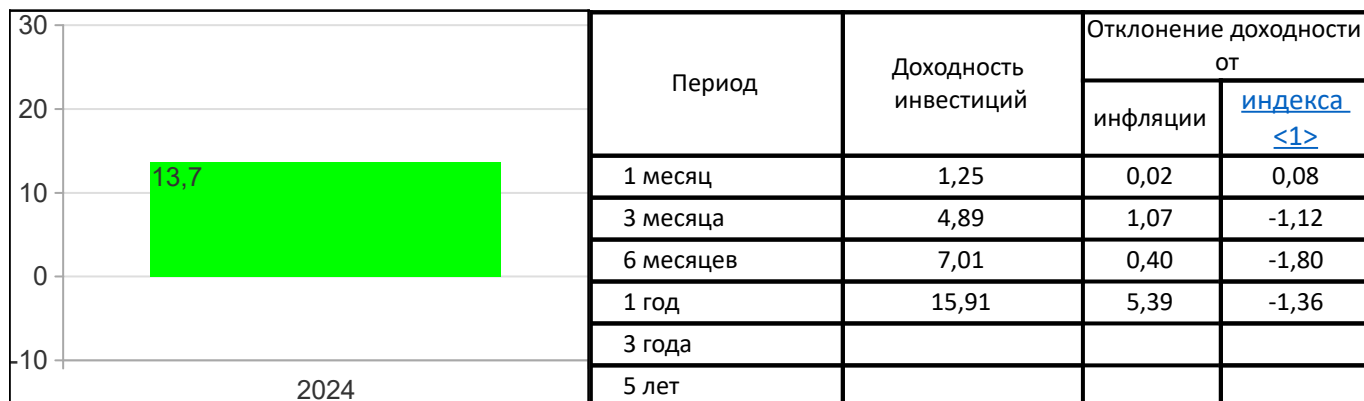 30
20
10
0
-10
13,7
2024
Период
Доходность
инвестиций
Отклонение доходности
от
инфляции
индекса
<1>
1 месяц 1,25 0,02 0,08
3 месяца 4,89 1,07 -1,12
6 месяцев 7,01 0,40 -1,80
1 год 15,91 5,39 -1,36
3 года
5 лет